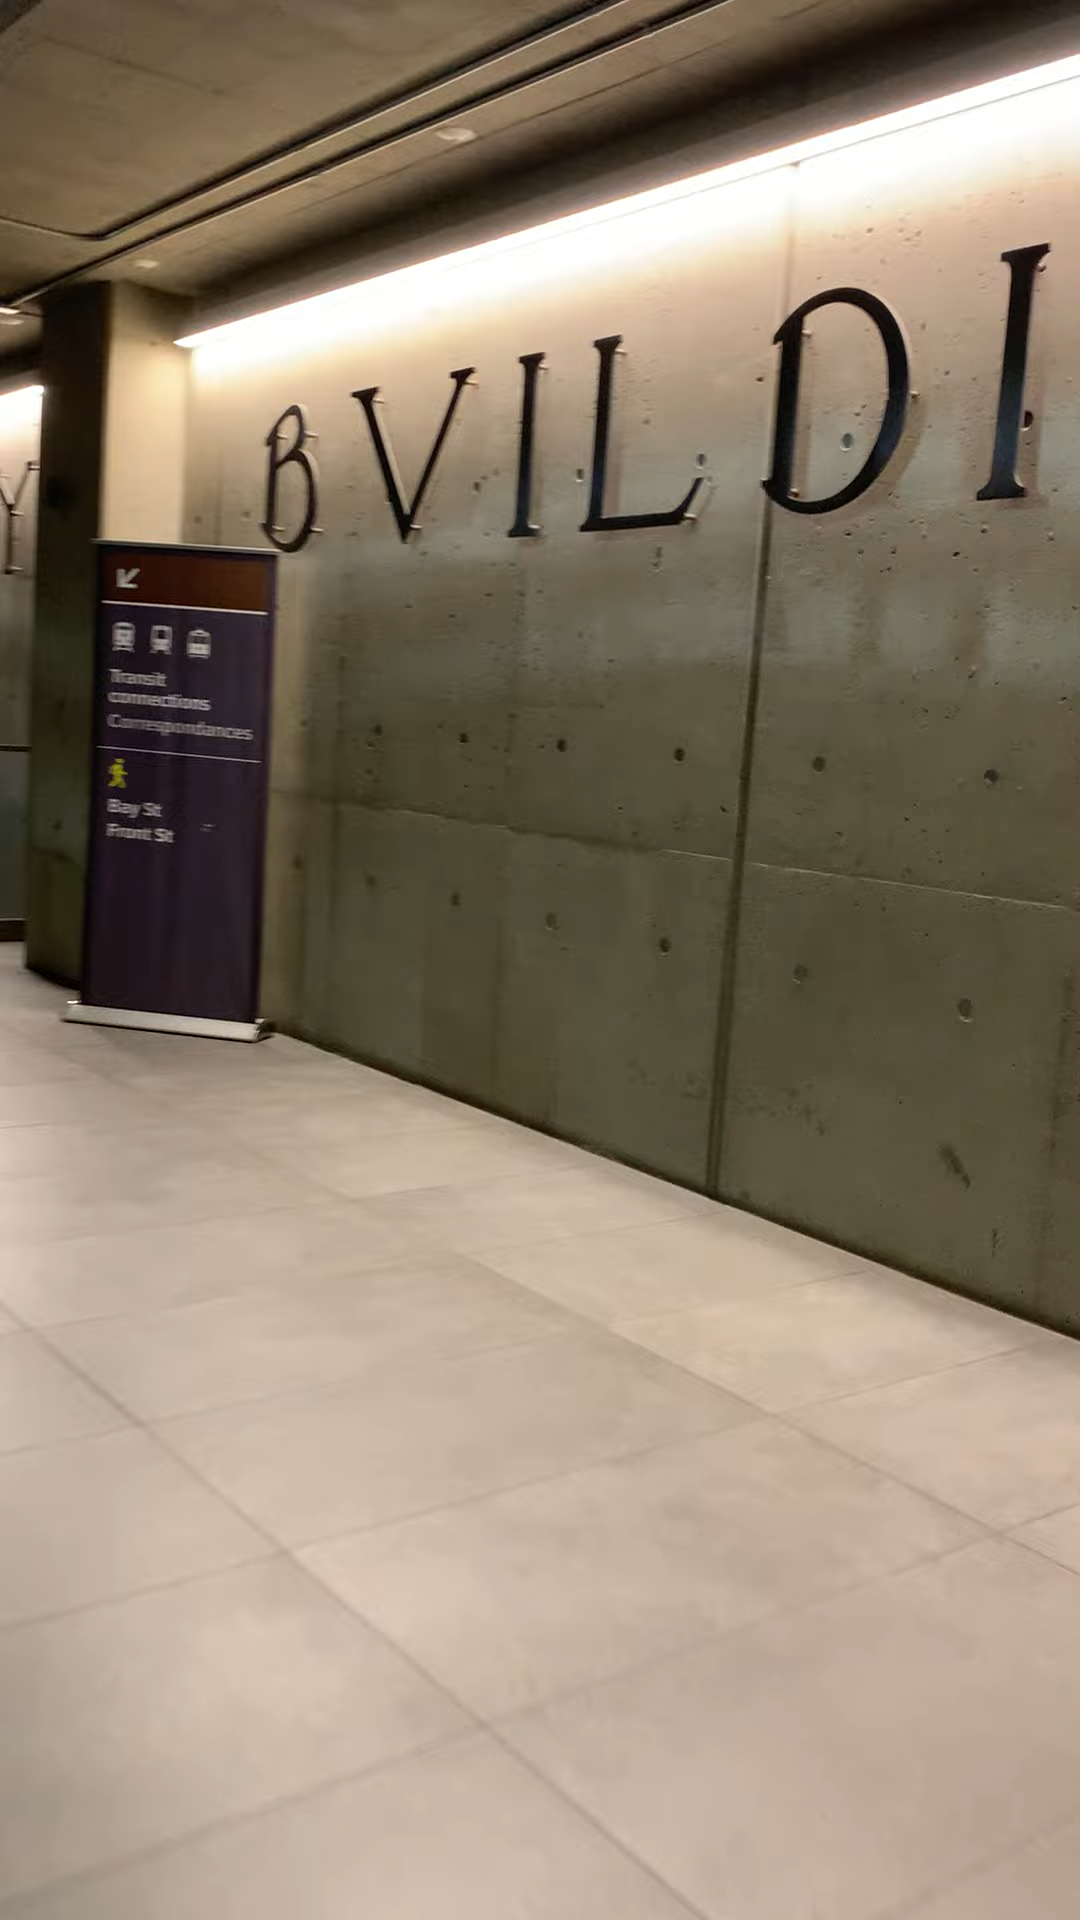 Y
BVILDI
Transit
connections
Correspondances
Bay St
Front St